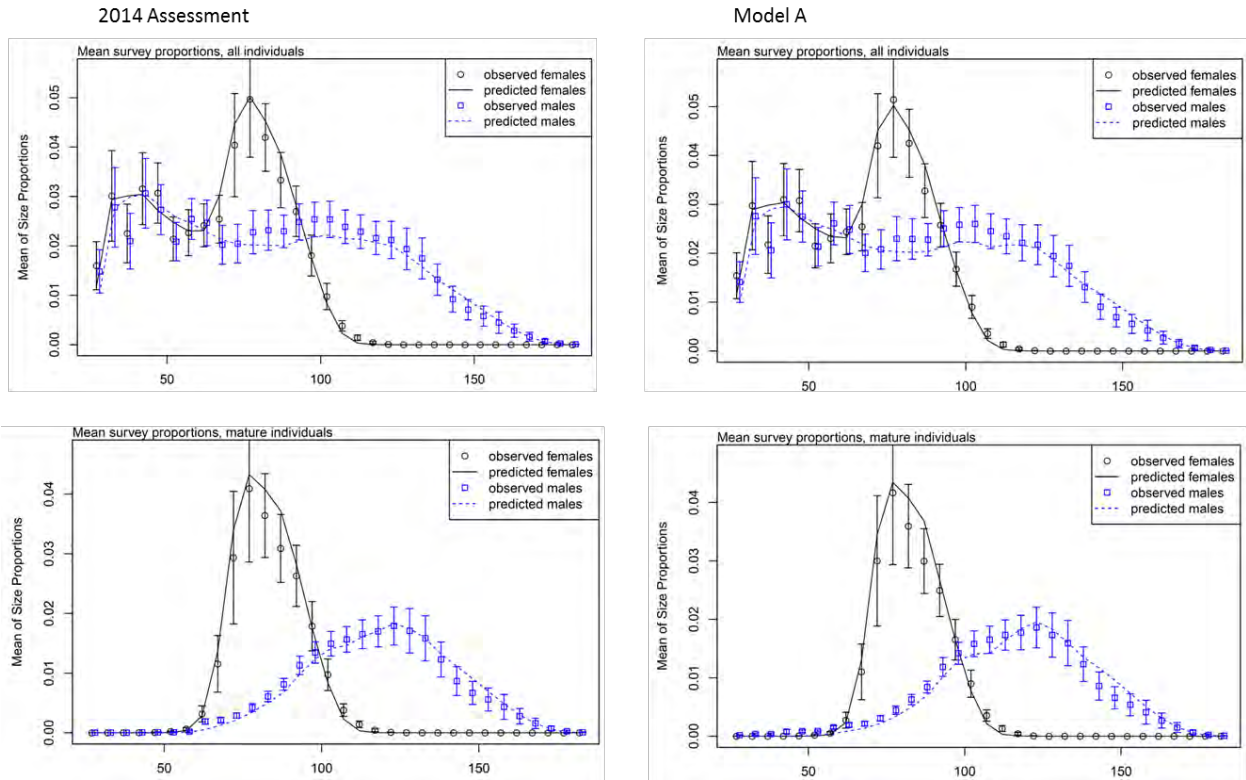 2014 Assessment
Model A
Mean survey proportions, all individuals
observed females
predicted females
observed males
predicted males
Mean of Size Proportions
0.05
0.04
0.03
0.02
0.01
0.00
50
100
150
Mean survey proportions, all individuals
observed females
predicted females
observed males
predicted males
Mean of Size Proportions
0.05
0.04
0.03
0.02
0.01
0.00
50
100
150
Mean survey proportions, mature individuals
observed females
predicted females
observed males
predicted males
Mean of Size Proportions
0.04
0.03
0.02
0.01
0.00
50
100
150
Mean survey proportions, mature individuals
observed females
predicted females
observed males
predicted males
Mean of Size Proportions
0.04
0.03
0.02
0.01
0.00
50
100
150